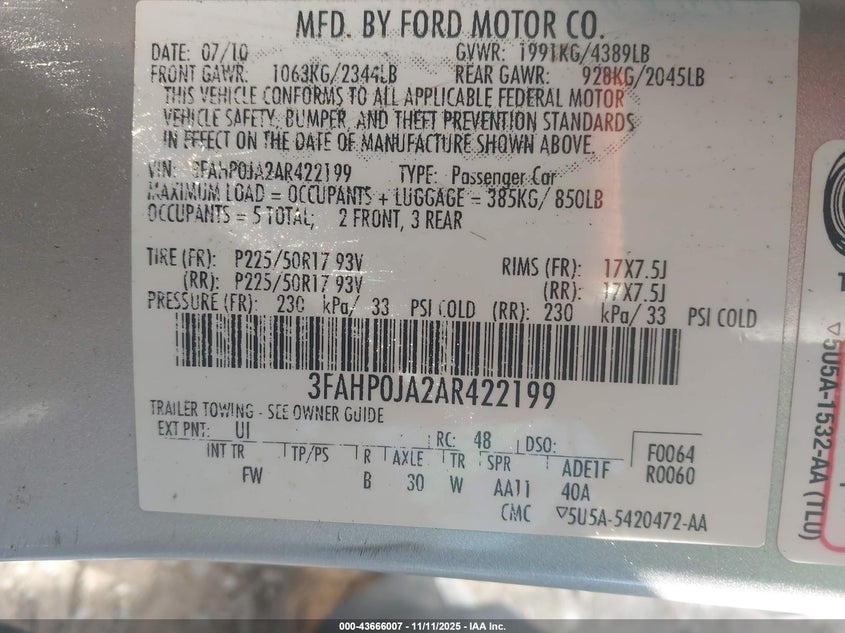 MFD. BY FORD MOTOR CO.
DATE: 07/10 GVWR: 1991KG/4389LB
FRONT GAWR: 1063KG/2344LB REAR GAWR: 928KG/2045LB
THIS VEHICLE CONFORMS TO ALL APPLICABLE FEDERAL MOTOR
VEHICLE SAFETY, BUMPER, AND THEFT PREVENTION STANDARDS
IN EFFECT ON THE DATE OF MANUFACTURE SHOWN ABOVE.
VIN: 3FAHP0JA2AR422199 TYPE: Passenger Car
MAXIMUM LOAD = OCCUPANTS + LUGGAGE = 385KG/ 850LB
OCCUPANTS = 5 TOTAL; 2 FRONT, 3 REAR
TIRE (FR): P225/50R17 93V RIMS (FR): 17X7.5J
(RR): P225/50R17 93V (RR): 17X7.5J
PRESSURE (FR): 230 kPa/ 33 PSI COLD (RR): 230 kPa/ 33 PSI COLD
3FAHP0JA2AR422199
TRAILER TOWING - SEE OWNER GUIDE
EXT PNT: UI RC: 48 DSO: F0064
INT TR TP/PS R AXLE TR SPR ADE1F R0060
FW B 30 W AA11 40A
CMC ▽5U5A-5420472-AA
▽5U5A-1532-AA (TLU)
000-43666007 - 11/11/2025 - IAA Inc.